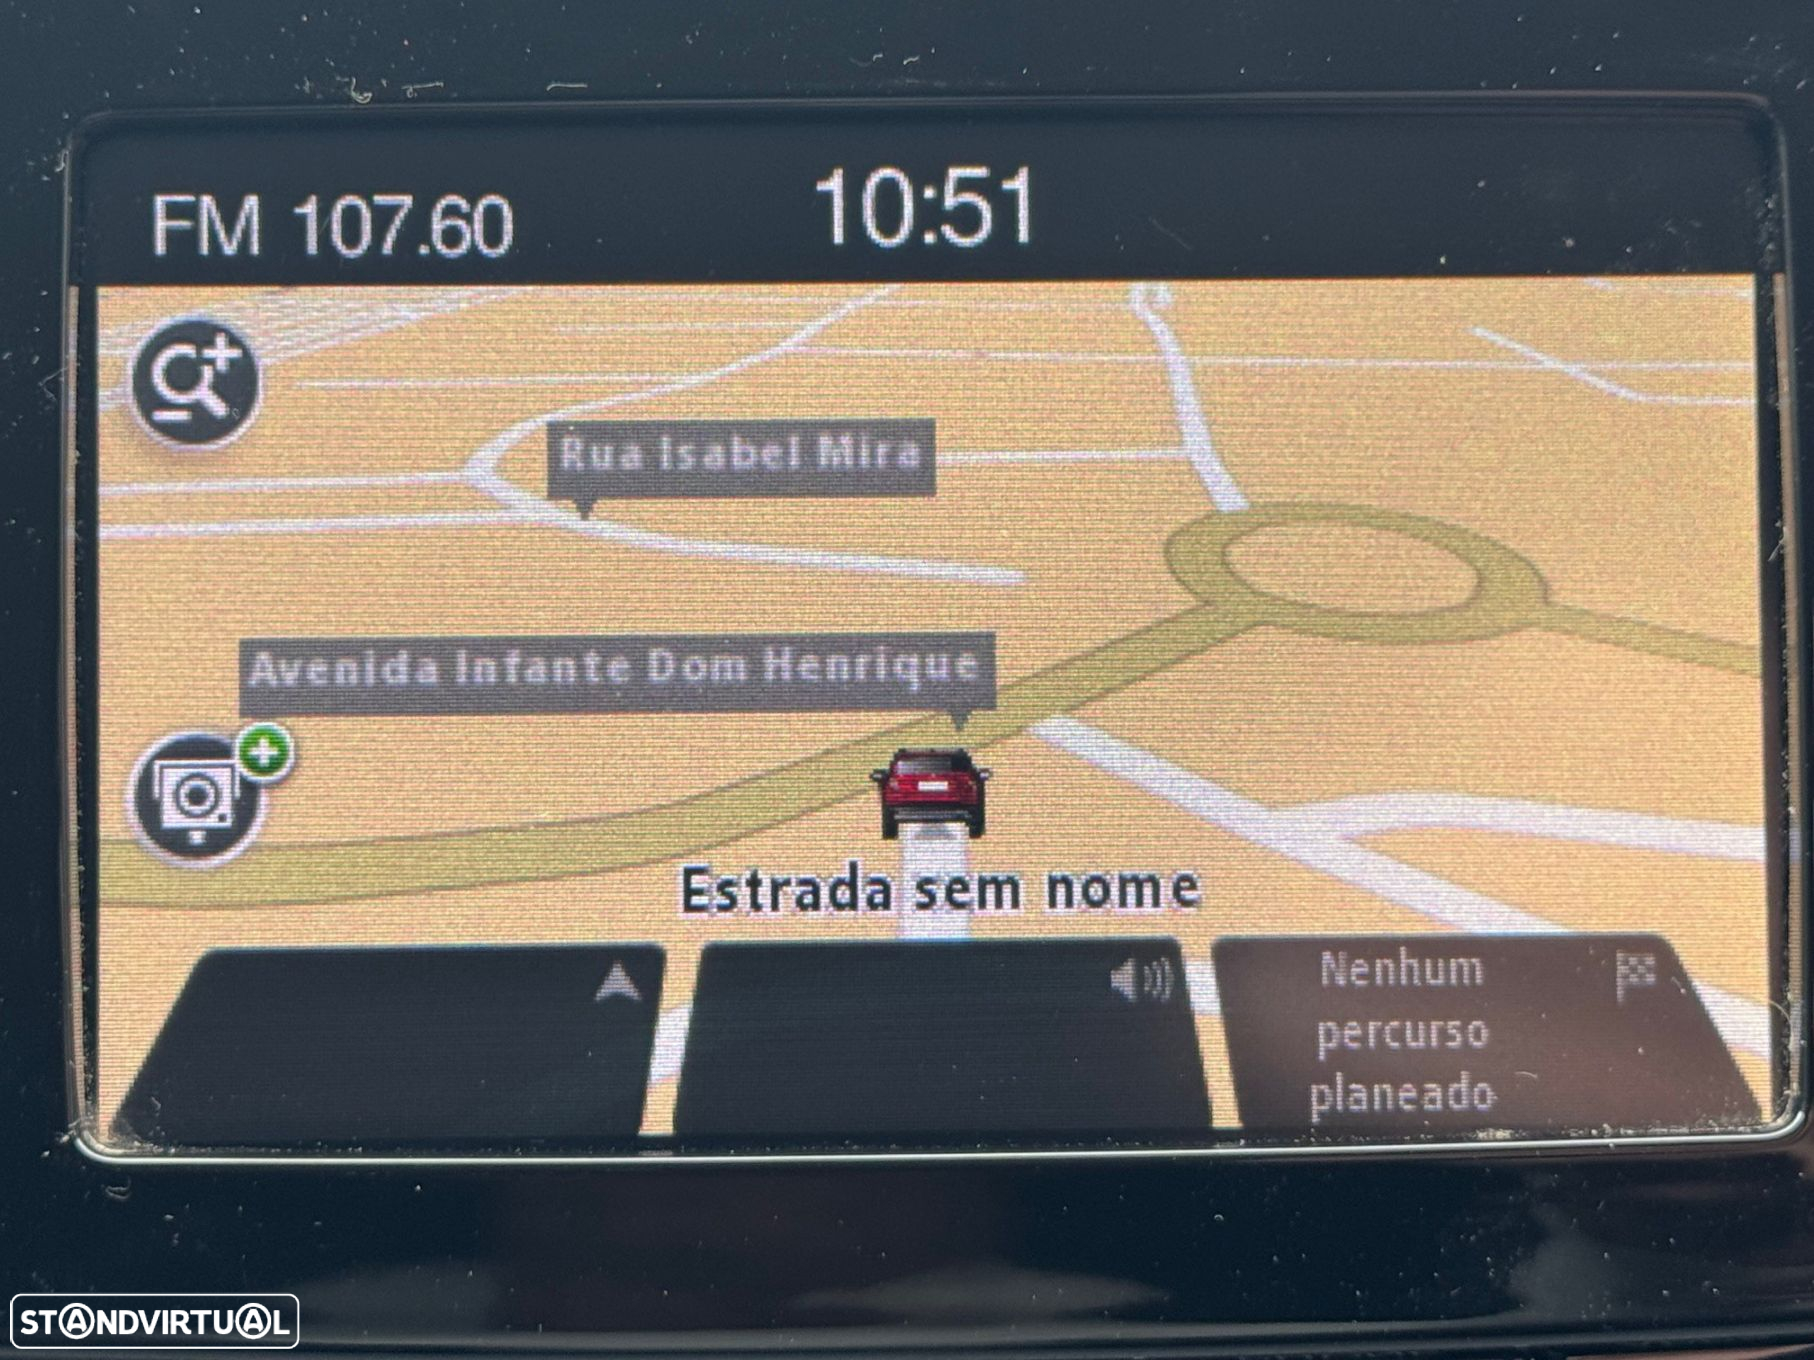 FM 107.60
10:51
Rua Isabel Mira
Avenida Infante Dom Henrique
Estrada sem nome
Nenhum
percurso
planeado
STANDVIRTUAL